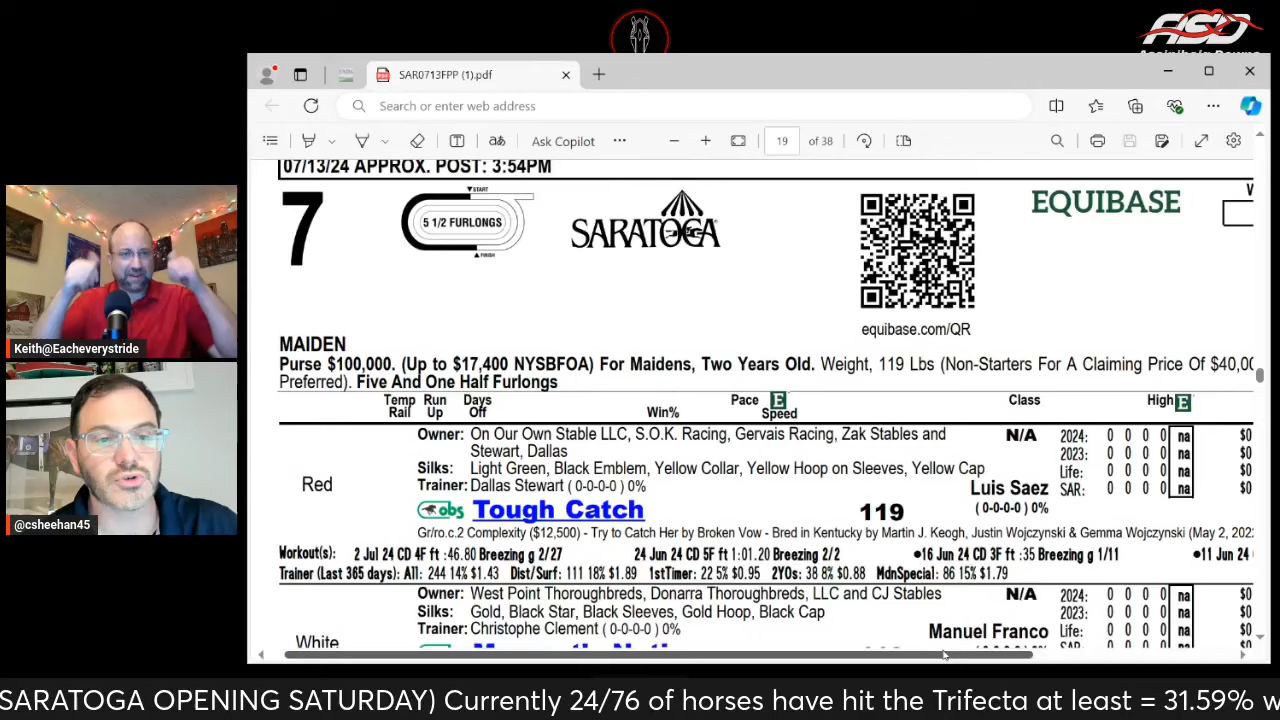 ASD
SAR0713FPP (1).pdf
Search or enter web address
Ask Copilot
19 of 38
07/13/24 APPROX. POST: 3:54PM
7
START
5 1/2 FURLONGS
FINISH
SARATOGA
EQUIBASE
equibase.com/QR
MAIDEN
Purse $100,000. (Up to $17,400 NYSBFOA) For Maidens, Two Years Old. Weight, 119 Lbs (Non-Starters For A Claiming Price Of $40,00
Preferred). Five And One Half Furlongs
Temp Run Days Pace E Class High E
Rail Up Off Win% Speed
Owner: On Our Own Stable LLC, S.O.K. Racing, Gervais Racing, Zak Stables and
Stewart, Dallas
N/A
2024: 0 0 0 0 na $0
2023: 0 0 0 0 na $0
Life: 0 0 0 0 na $0
SAR: 0 0 0 0 na $0
Red
Silks: Light Green, Black Emblem, Yellow Collar, Yellow Hoop on Sleeves, Yellow Cap
Trainer: Dallas Stewart ( 0-0-0-0 ) 0%
Luis Saez
( 0-0-0-0 ) 0%
obs Tough Catch 119
Gr/ro.c.2 Complexity ($12,500) - Try to Catch Her by Broken Vow - Bred in Kentucky by Martin J. Keogh, Justin Wojczynski & Gemma Wojczynski (May 2, 202
Workout(s): 2 Jul 24 CD 4F ft :46.80 Breezing g 2/27 24 Jun 24 CD 5F ft 1:01.20 Breezing 2/2 •16 Jun 24 CD 3F ft :35 Breezing g 1/11 •11 Jun 24
Trainer (Last 365 days): All: 244 14% $1.43 Dist/Surf: 111 18% $1.89 1stTimer: 22 5% $0.95 2YOs: 38 8% $0.88 MdnSpecial: 86 15% $1.79
Owner: West Point Thoroughbreds, Donarra Thoroughbreds, LLC and CJ Stables
N/A
2024: 0 0 0 0 na $0
2023: 0 0 0 0 na $0
Life: 0 0 0 0 na $0
Silks: Gold, Black Star, Black Sleeves, Gold Hoop, Black Cap
White
Trainer: Christophe Clement ( 0-0-0-0 ) 0%
Manuel Franco
Keith@Eacheverystride
@csheehan45
SARATOGA OPENING SATURDAY) Currently 24/76 of horses have hit the Trifecta at least = 31.59% w